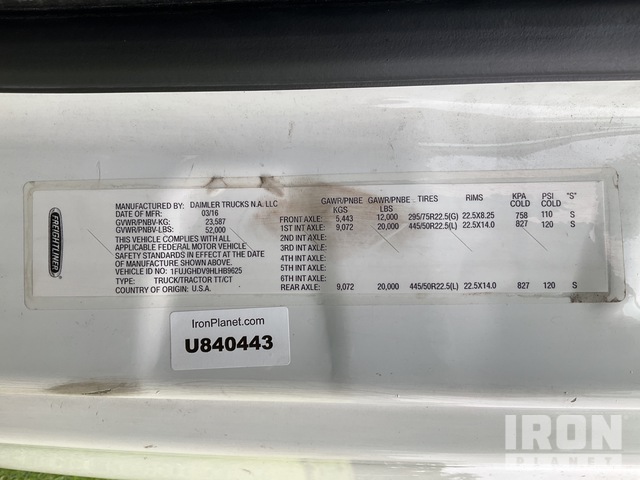 FREIGHTLINER
MANUFACTURED BY: DAIMLER TRUCKS N.A. LLC
DATE OF MFR: 03/16
GVWR/PNBV-KG: 23,587
GVWR/PNBV-LBS: 52,000
THIS VEHICLE COMPLIES WITH ALL
APPLICABLE FEDERAL MOTOR VEHICLE
SAFETY STANDARDS IN EFFECT ON THE DATE
OF MANUFACTURE SHOWN ABOVE.
VEHICLE ID NO.: 1FUJGHDV9HLHB9625
TYPE: TRUCK/TRACTOR TT/CT
COUNTRY OF ORIGIN: U.S.A.
GAWR/PNBE GAWR/PNBE TIRES RIMS KPA PSI "S"
KGS LBS COLD COLD
FRONT AXLE: 5,443 12,000 295/75R22.5(G) 22.5X8.25 758 110 S
1ST INT AXLE: 9,072 20,000 445/50R22.5(L) 22.5X14.0 827 120 S
2ND INT AXLE:
3RD INT AXLE:
4TH INT AXLE:
5TH INT AXLE:
6TH INT AXLE:
REAR AXLE: 9,072 20,000 445/50R22.5(L) 22.5X14.0 827 120 S
IronPlanet.com
U840443
IRON
PLANET